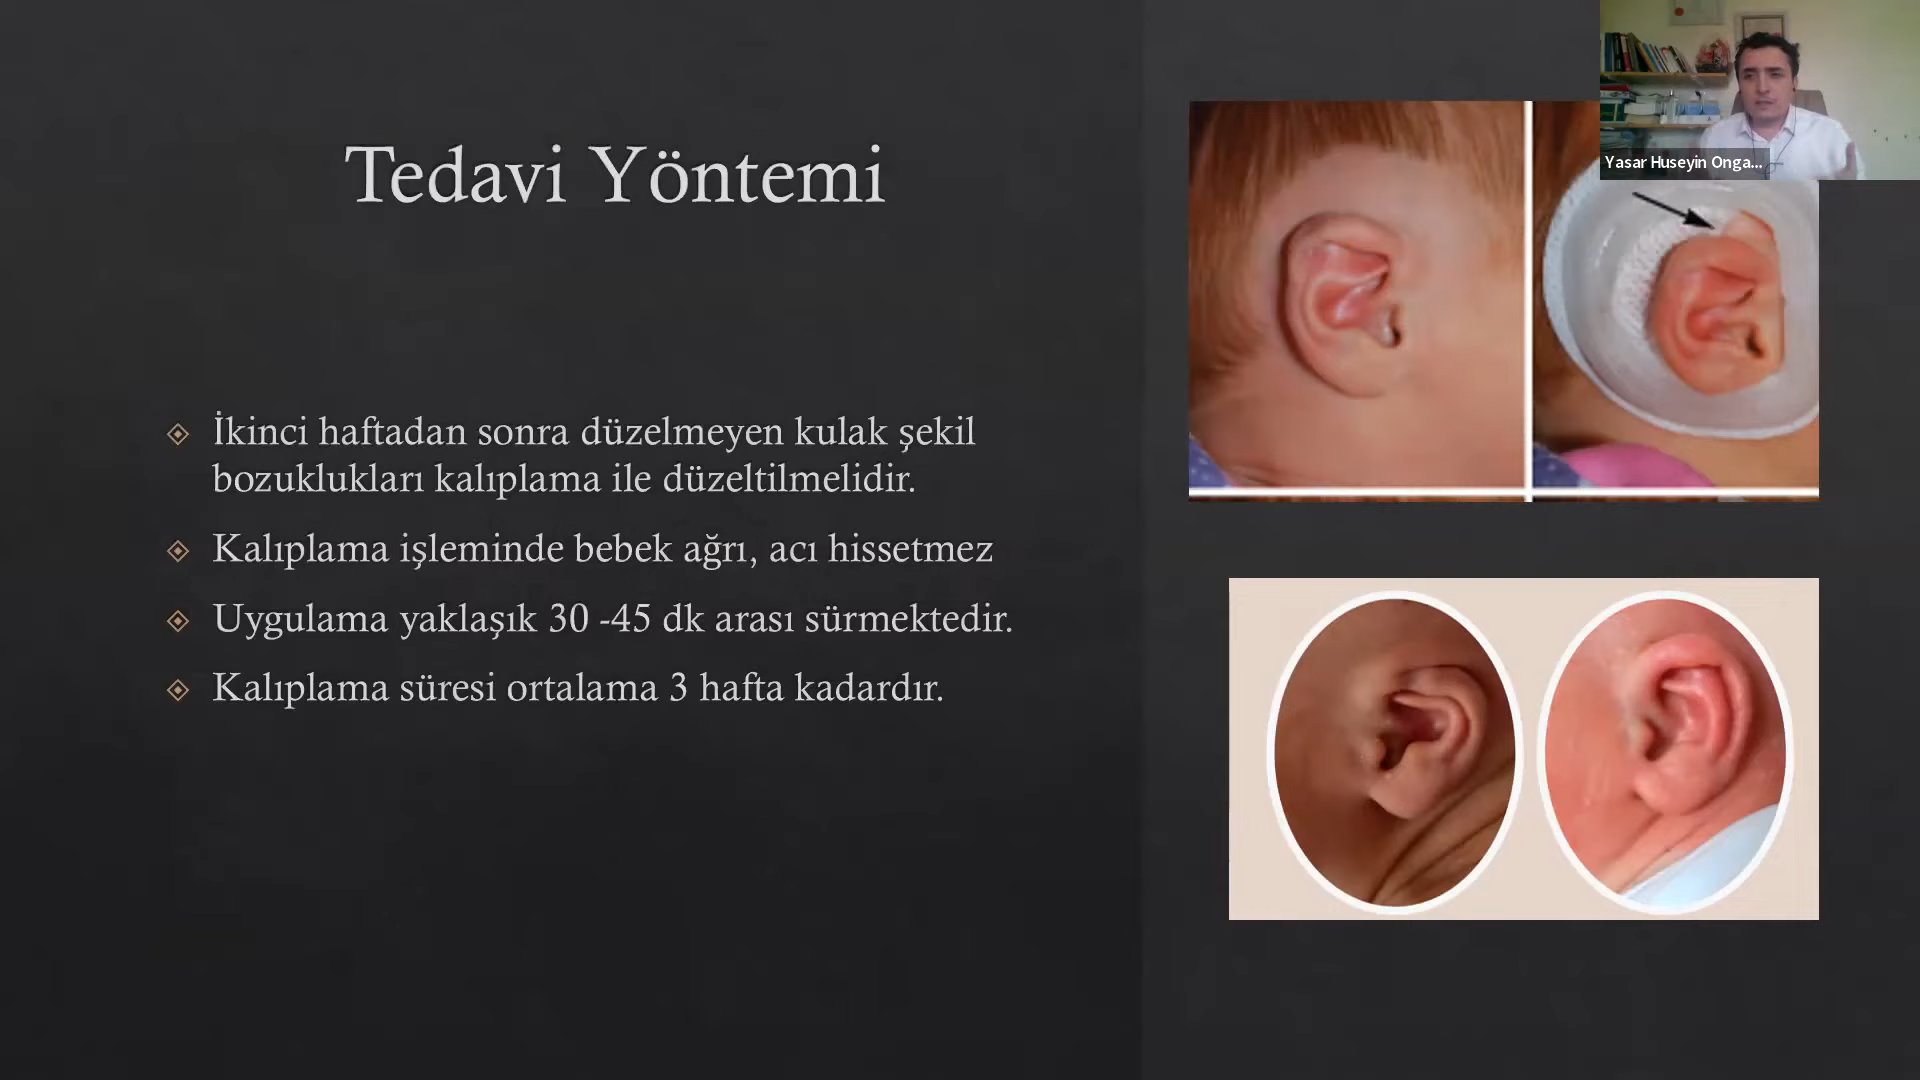 Tedavi Yöntemi
İkinci haftadan sonra düzelmeyen kulak şekil
bozuklukları kalıplama ile düzeltilmelidir.
Kalıplama işleminde bebek ağrı, acı hissetmez
Uygulama yaklaşık 30 -45 dk arası sürmektedir.
Kalıplama süresi ortalama 3 hafta kadardır.
Yasar Huseyin Onga...